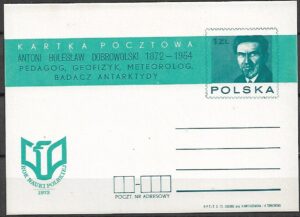 KARTKA POCZTOWA
ANTONI BOLESŁAW DOBROWOLSKI 1872–1954
PEDAGOG, GEOFIZYK, METEOROLOG,
BADACZ ANTARKTYDY
1 ZŁ
POLSKA
ROK NAUKI POLSKIEJ
1972
POCZT. NR ADRESOWY